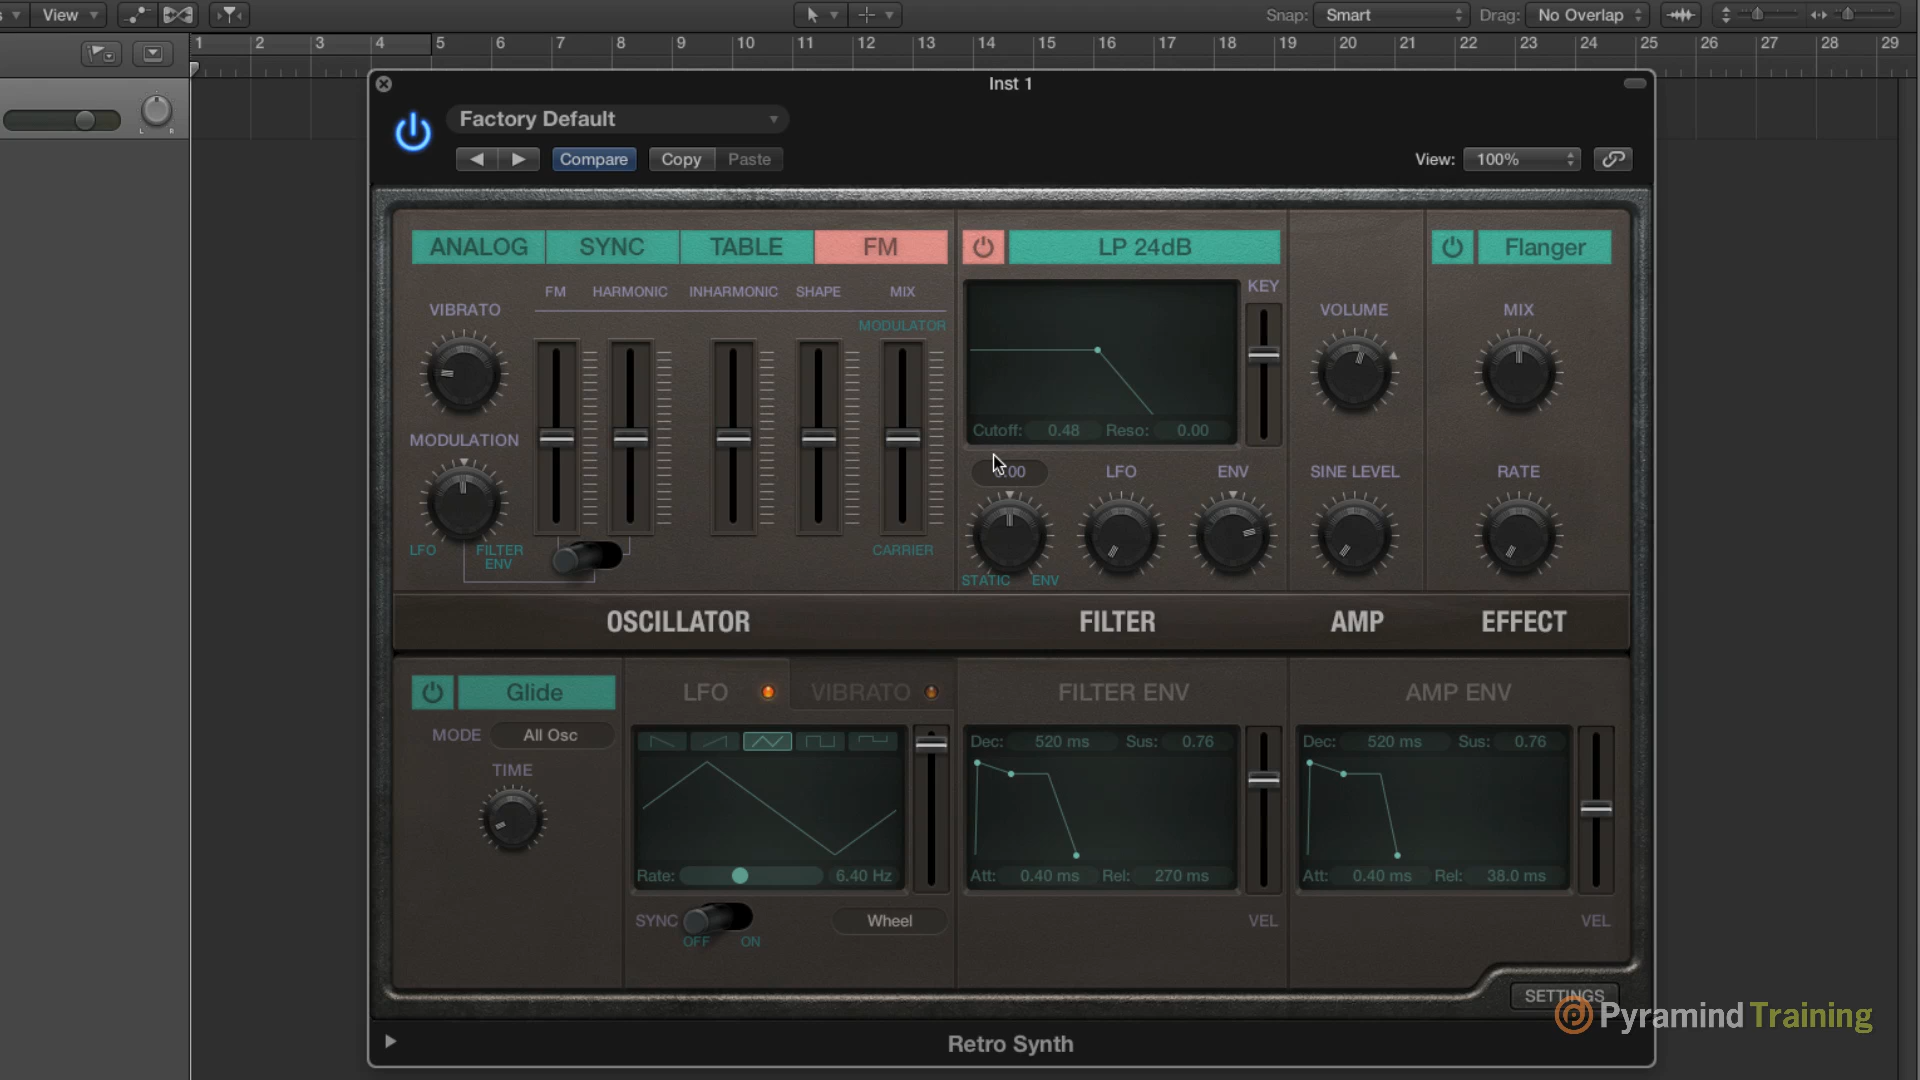 View
Snap: Smart Drag: No Overlap
1 2 3 4 5 6 7 8 9 10 11 12 13 14 15 16 17 18 19 20 21 22 23 24 25 26 27 28 29
Inst 1
L R
Factory Default
Compare Copy Paste
View: 100%
ANALOG SYNC TABLE FM
LP 24dB
Flanger
FM HARMONIC INHARMONIC SHAPE MIX
KEY
VIBRATO
VOLUME
MIX
MODULATOR
Cutoff: 0.48 Reso: 0.00
MODULATION
LFO ENV
SINE LEVEL
RATE
LFO FILTER ENV
CARRIER
STATIC ENV
OSCILLATOR FILTER AMP EFFECT
Glide
LFO VIBRATO
FILTER ENV
AMP ENV
MODE All Osc
Dec: 520 ms Sus: 0.76
Dec: 520 ms Sus: 0.76
TIME
Rate: 6.40 Hz
Att: 0.40 ms Rel: 270 ms
Att: 0.40 ms Rel: 38.0 ms
SYNC
OFF ON
Wheel
VEL
VEL
SETTINGS
Pyramind Training
Retro Synth